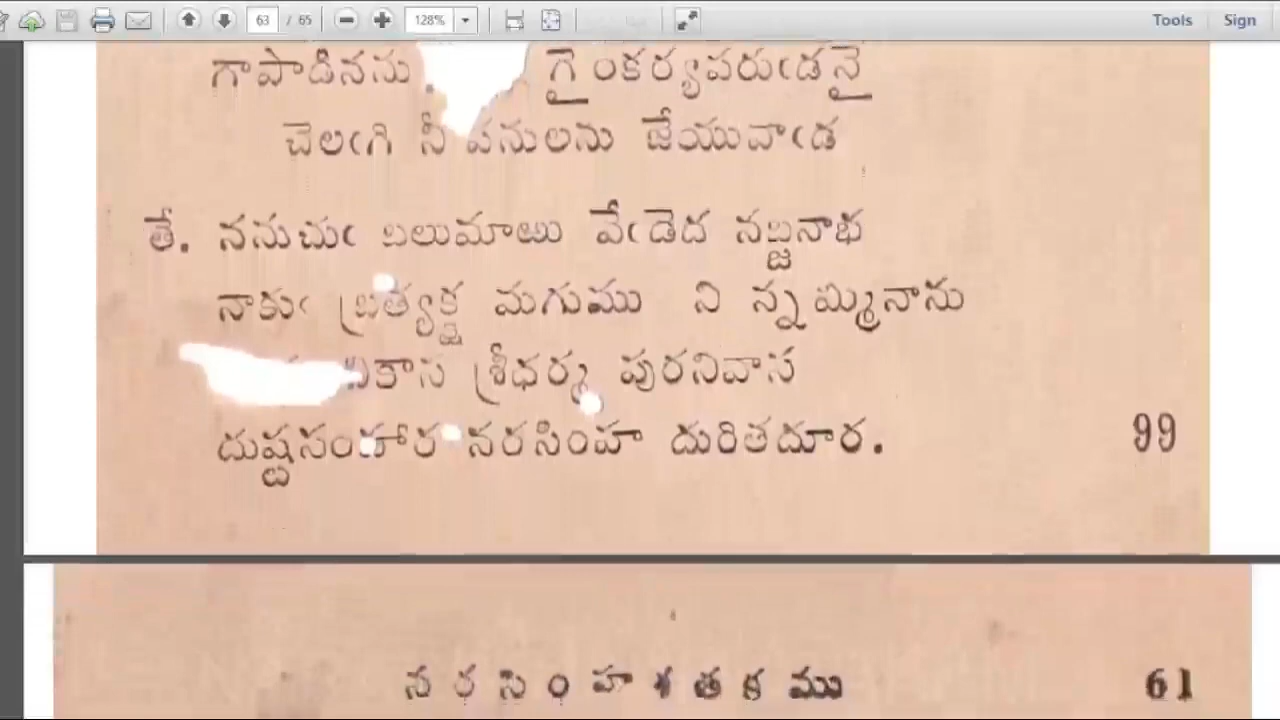 63 / 65 128% Tools Sign
గాపాడినను గైంకర్యపరుఁడనై
చెలఁగి నీ పనులను జేయువాఁడ
తే. ననుచుఁ బలుమాఱు వేఁడెద నబ్జనాభ
నాకుఁ బ్రత్యక్ష మగుము ని న్నమ్మినాను
శ్రీధర్మ పురనివాస
దుష్టసంహార నరసింహ దురితదూర. 99
నరసింహశతకము 61